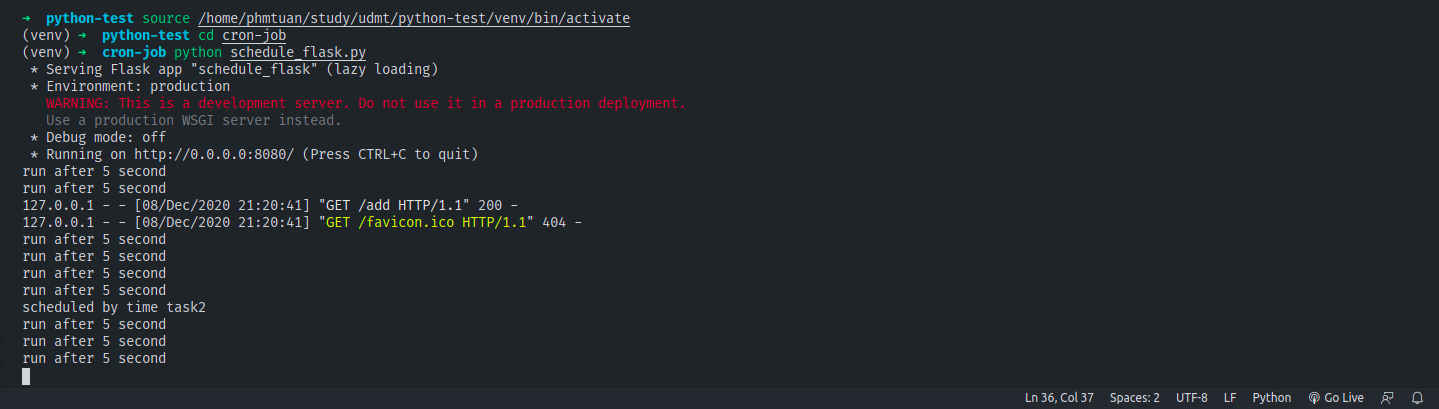 ➜  python-test source /home/phmtuan/study/udmt/python-test/venv/bin/activate
(venv) ➜  python-test cd cron-job
(venv) ➜  cron-job python schedule_flask.py
 * Serving Flask app "schedule_flask" (lazy loading)
 * Environment: production
   WARNING: This is a development server. Do not use it in a production deployment.
   Use a production WSGI server instead.
 * Debug mode: off
 * Running on http://0.0.0.0:8080/ (Press CTRL+C to quit)
run after 5 second
run after 5 second
127.0.0.1 - - [08/Dec/2020 21:20:41] "GET /add HTTP/1.1" 200 -
127.0.0.1 - - [08/Dec/2020 21:20:41] "GET /favicon.ico HTTP/1.1" 404 -
run after 5 second
run after 5 second
run after 5 second
run after 5 second
scheduled by time task2
run after 5 second
run after 5 second
run after 5 second
Ln 36, Col 37 Spaces: 2 UTF-8 LF Python Go Live